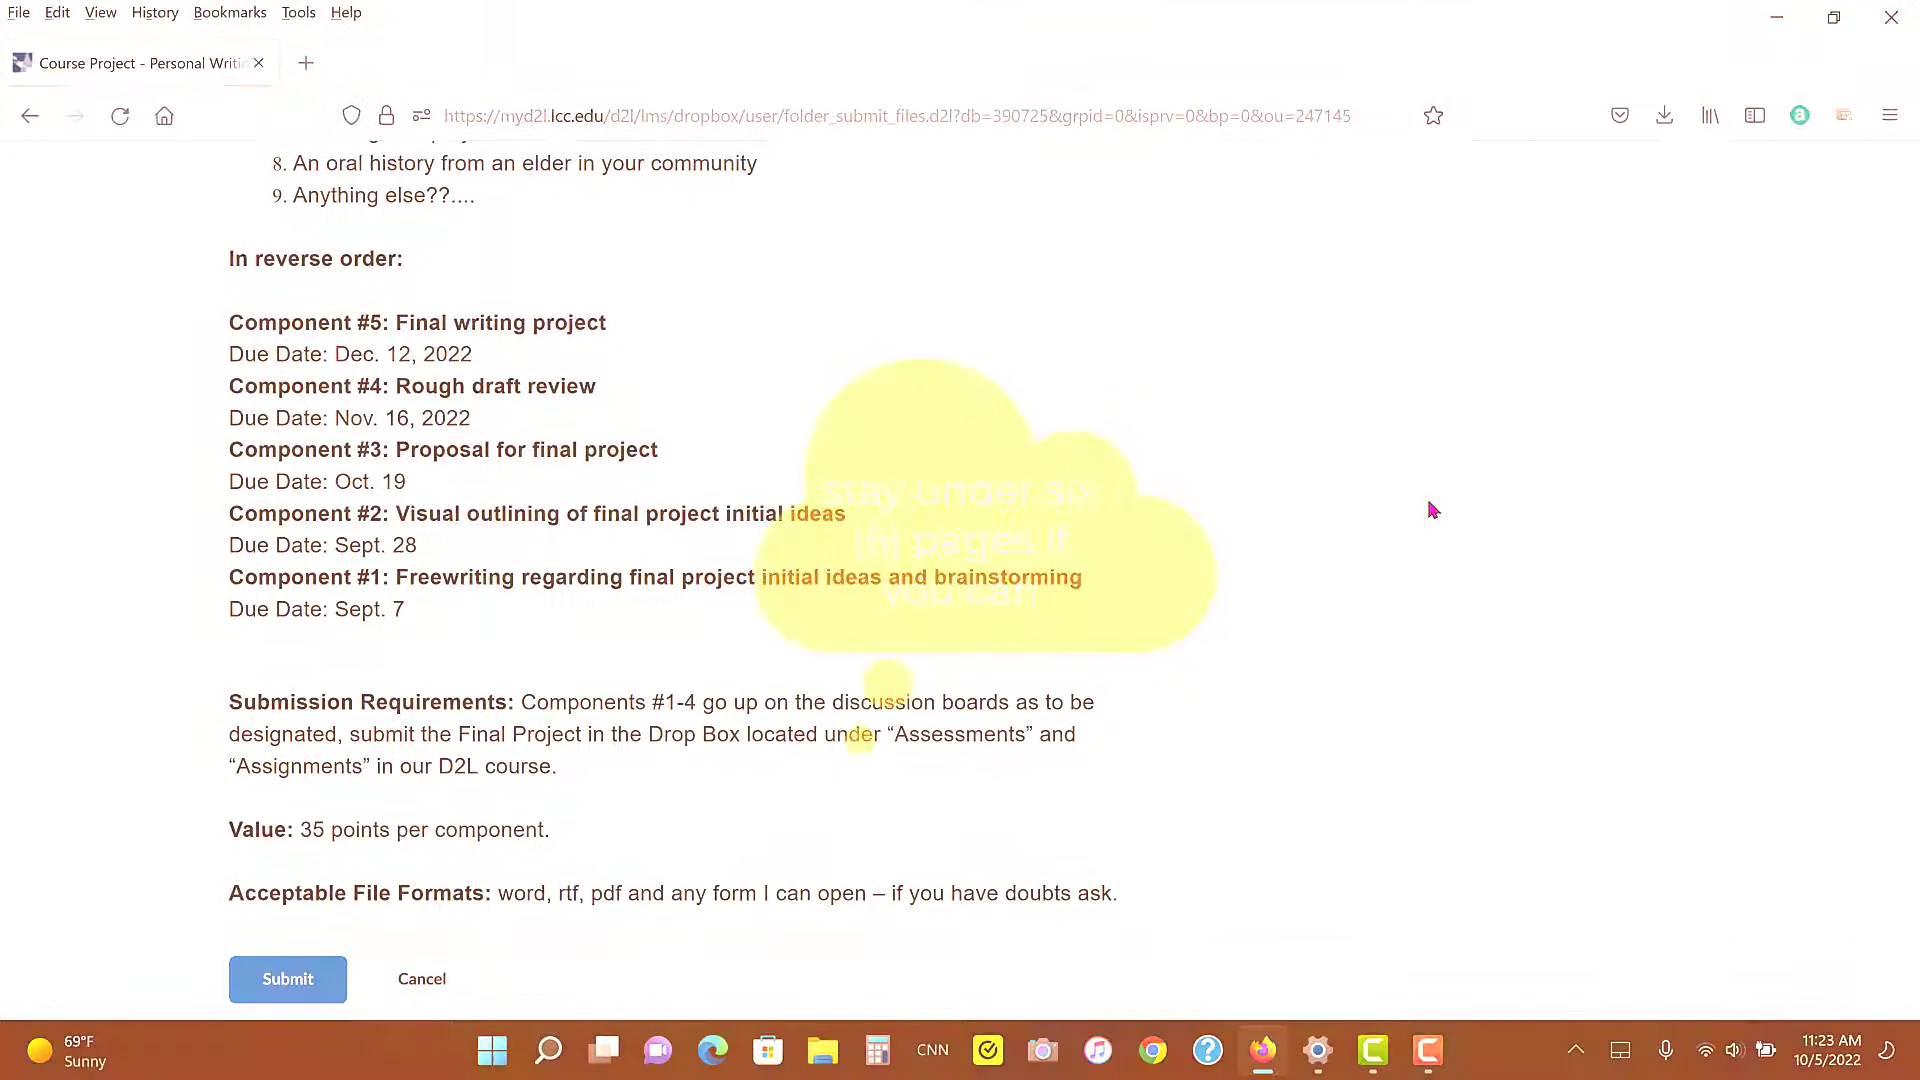 File Edit View History Bookmarks Tools Help
Course Project - Personal Writi
https://myd2l.lcc.edu/d2l/lms/dropbox/user/folder_submit_files.d2l?db=390725&grpid=0&isprv=0&bp=0&ou=247145
8. An oral history from an elder in your community
9. Anything else??....
In reverse order:
Component #5: Final writing project
Due Date: Dec. 12, 2022
Component #4: Rough draft review
Due Date: Nov. 16, 2022
Component #3: Proposal for final project
Due Date: Oct. 19
Component #2: Visual outlining of final project initial ideas
Due Date: Sept. 28
Component #1: Freewriting regarding final project initial ideas and brainstorming
Due Date: Sept. 7
stay under six
(6) pages if
you can
Submission Requirements: Components #1-4 go up on the discussion boards as to be
designated, submit the Final Project in the Drop Box located under “Assessments” and
“Assignments” in our D2L course.
Value: 35 points per component.
Acceptable File Formats: word, rtf, pdf and any form I can open – if you have doubts ask.
Submit Cancel
69°F
Sunny
CNN
11:23 AM
10/5/2022